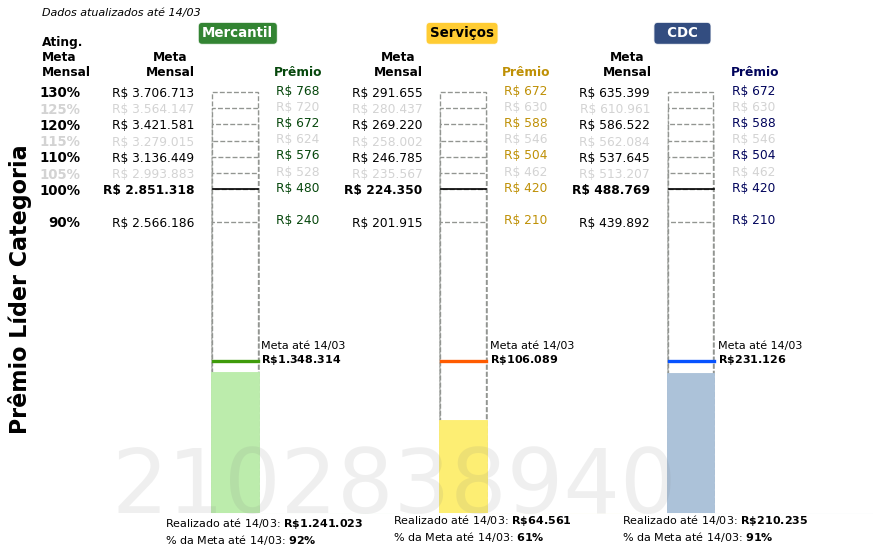 Dados atualizados até 14/03
Mercantil Serviços CDC
Ating.
Meta
Mensal
Meta
Mensal Prêmio Meta
Mensal Prêmio Meta
Mensal Prêmio
130% R$ 3.706.713 R$ 768 R$ 291.655 R$ 672 R$ 635.399 R$ 672
125% R$ 3.564.147 R$ 720 R$ 280.437 R$ 630 R$ 610.961 R$ 630
120% R$ 3.421.581 R$ 672 R$ 269.220 R$ 588 R$ 586.522 R$ 588
115% R$ 3.279.015 R$ 624 R$ 258.002 R$ 546 R$ 562.084 R$ 546
110% R$ 3.136.449 R$ 576 R$ 246.785 R$ 504 R$ 537.645 R$ 504
105% R$ 2.993.883 R$ 528 R$ 235.567 R$ 462 R$ 513.207 R$ 462
100% R$ 2.851.318 R$ 480 R$ 224.350 R$ 420 R$ 488.769 R$ 420
90% R$ 2.566.186 R$ 240 R$ 201.915 R$ 210 R$ 439.892 R$ 210
Prêmio Líder Categoria
Meta até 14/03 Meta até 14/03 Meta até 14/03
R$1.348.314 R$106.089 R$231.126
2102838940
Realizado até 14/03: R$1.241.023 Realizado até 14/03: R$64.561 Realizado até 14/03: R$210.235
% da Meta até 14/03: 92% % da Meta até 14/03: 61% % da Meta até 14/03: 91%